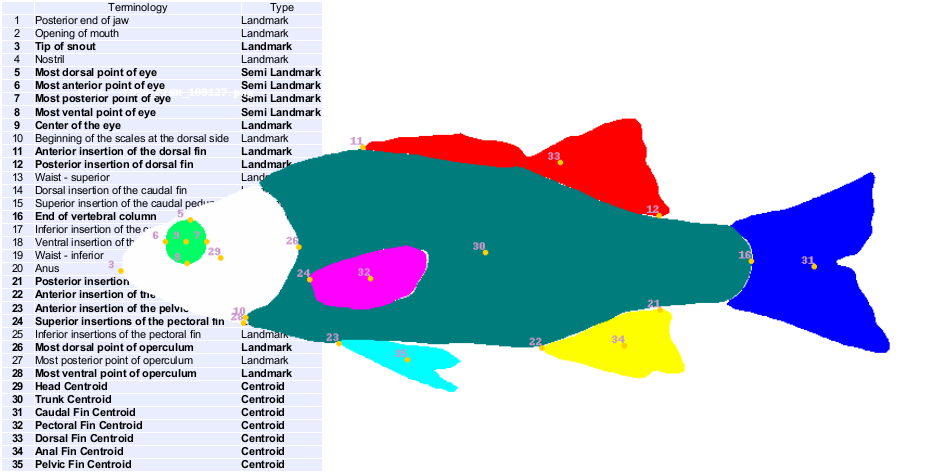 Terminology Type
1 Posterior end of jaw Landmark
2 Opening of mouth Landmark
3 Tip of snout Landmark
4 Nostril Landmark
5 Most dorsal point of eye Semi Landmark
6 Most anterior point of eye Semi Landmark
7 Most posterior point of eye Semi Landmark
8 Most vental point of eye Semi Landmark
9 Center of the eye Landmark
10 Beginning of the scales at the dorsal side Landmark
11 Anterior insertion of the dorsal fin Landmark
12 Posterior insertion of dorsal fin Landmark
13 Waist - superior
14 Dorsal insertion of the caudal fin
15 Superior insertion of the caudal
16 End of vertebral column
17 Inferior insertion of the
18 Ventral insertion of the
19 Waist - inferior
20 Anus
21 Posterior insertion
22 Anterior insertion of the
23 Anterior insertion of the pelvic
24 Superior insertions of the pectoral fin
25 Inferior insertions of the pectoral fin Landmark
26 Most dorsal point of operculum Landmark
27 Most posterior point of operculum Landmark
28 Most ventral point of operculum Landmark
29 Head Centroid Centroid
30 Trunk Centroid Centroid
31 Caudal Fin Centroid Centroid
32 Pectoral Fin Centroid Centroid
33 Dorsal Fin Centroid Centroid
34 Anal Fin Centroid Centroid
35 Pelvic Fin Centroid Centroid
11
33
12
5
6
9
7
29
26
30
16
31
3
24
32
21
28
23
22
34